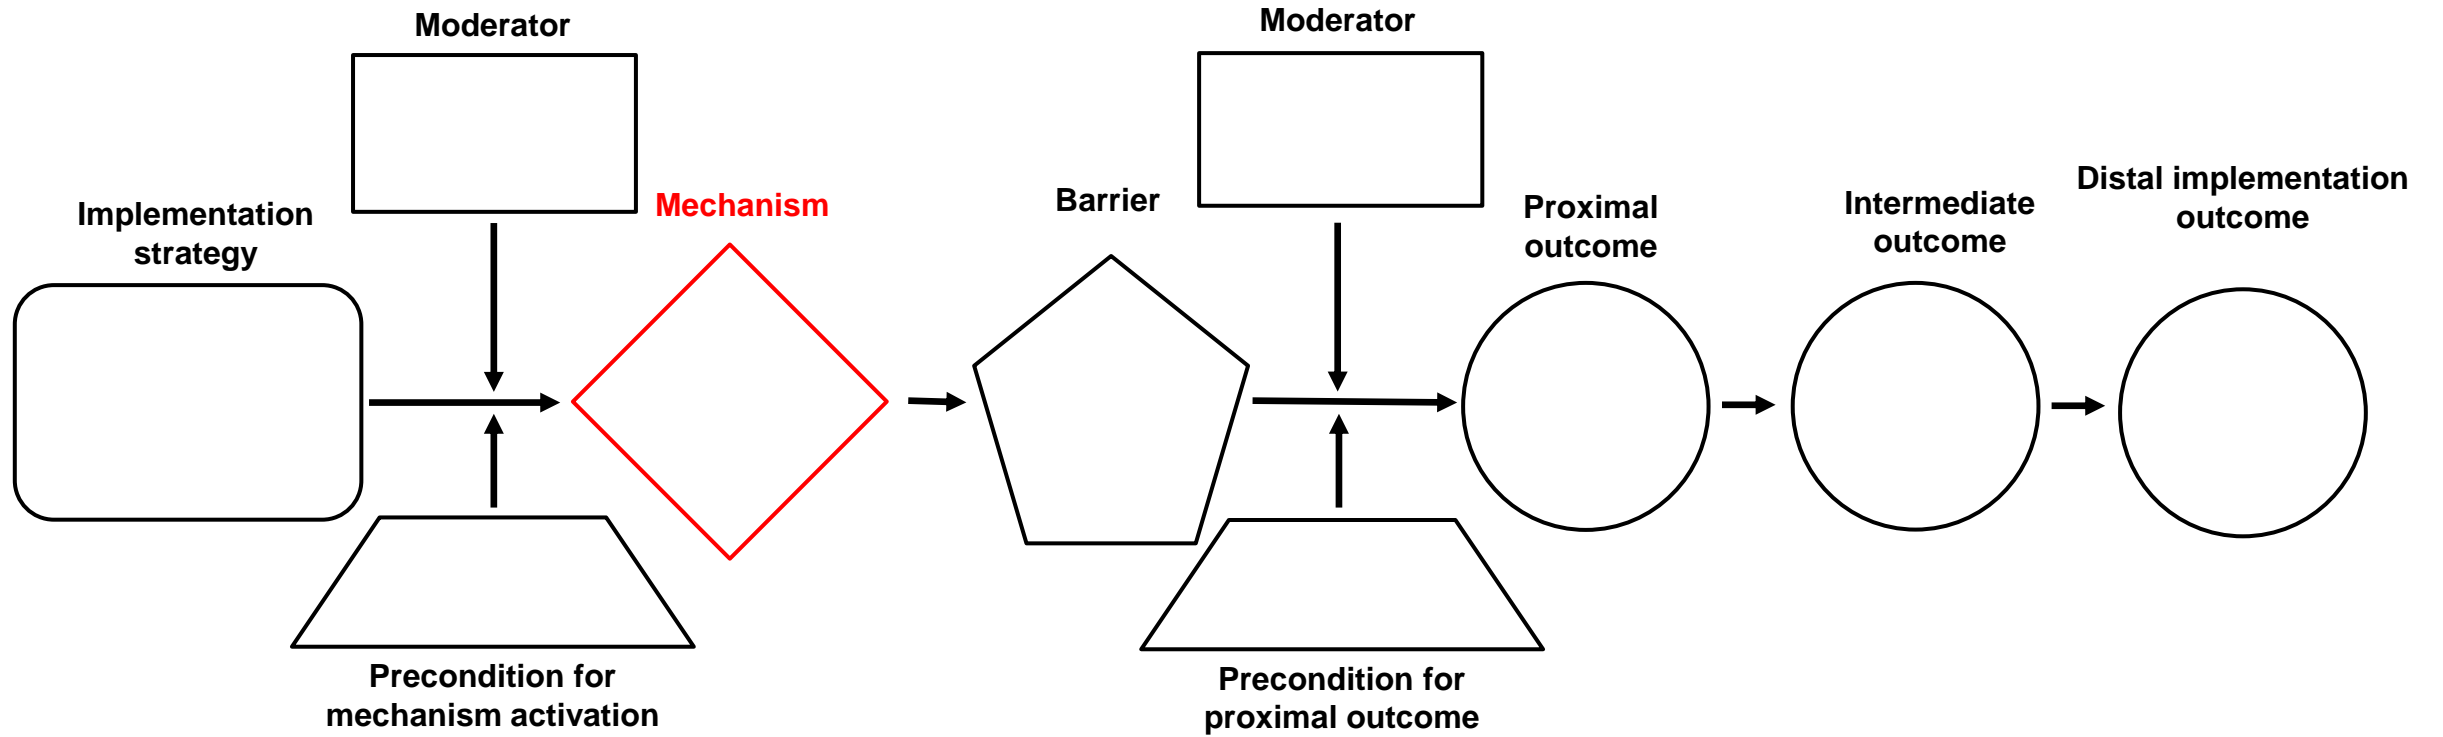 Moderator
Moderator
Implementation
strategy
Mechanism
Barrier
Proximal
outcome
Intermediate
outcome
Distal implementation
outcome
Precondition for
mechanism activation
Precondition for
proximal outcome